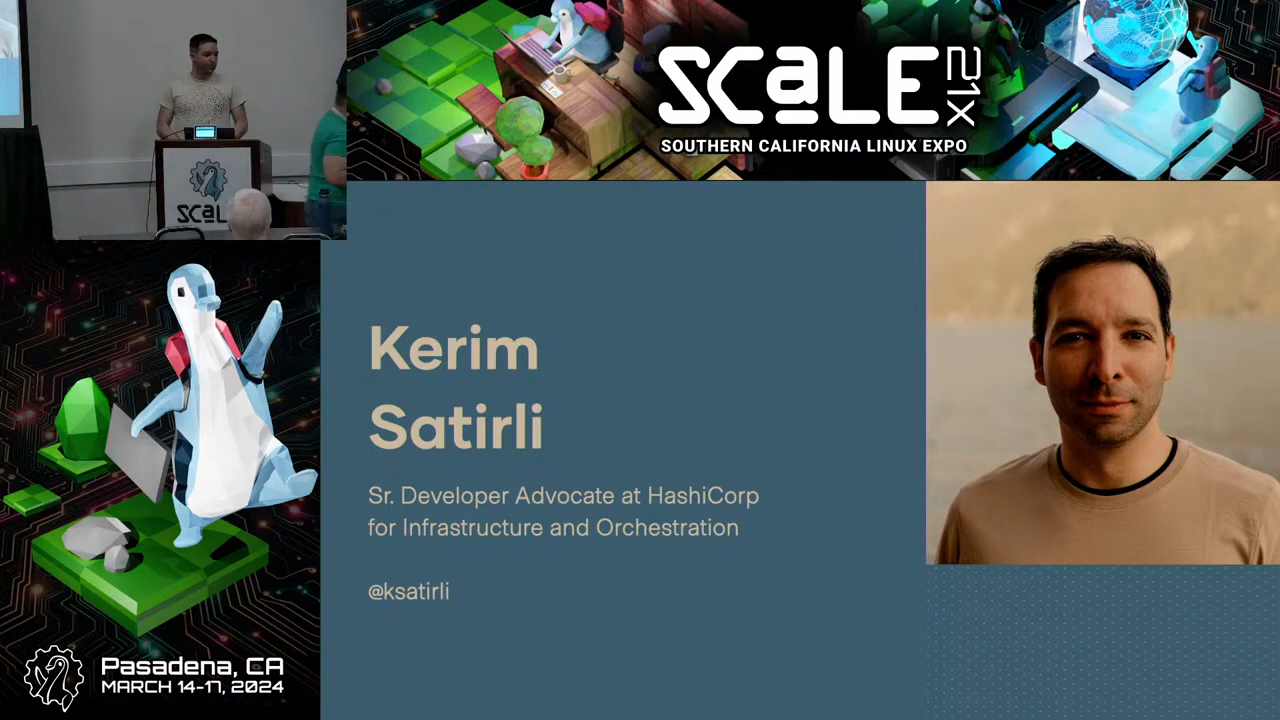 SCaLE 21X
SOUTHERN CALIFORNIA LINUX EXPO
SCaL
Kerim
Satirli
Sr. Developer Advocate at HashiCorp
for Infrastructure and Orchestration
@ksatirli
Pasadena, CA
MARCH 14-17, 2024